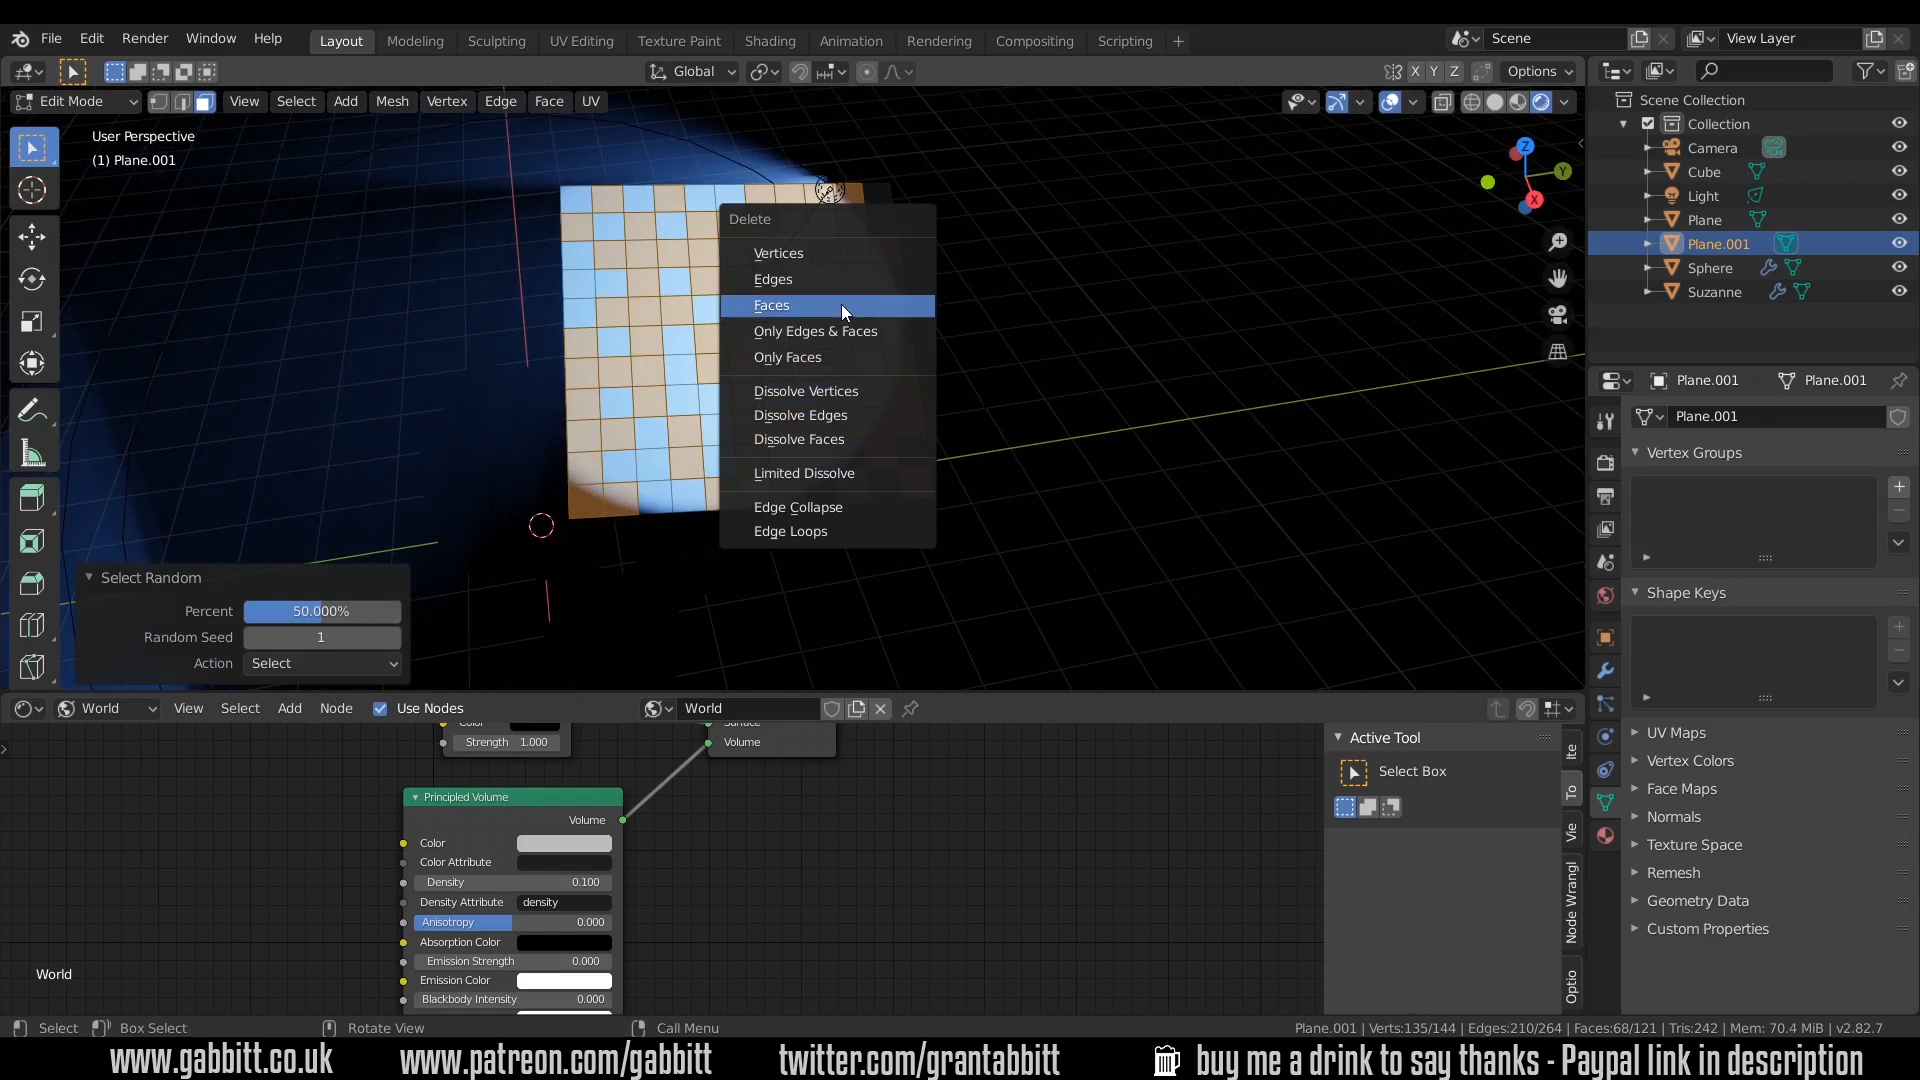 File Edit Render Window Help Layout Modeling Sculpting UV Editing Texture Paint Shading Animation Rendering Compositing Scripting + Scene View Layer
Global X Y Z Options
Edit Mode View Select Add Mesh Vertex Edge Face UV
User Perspective
(1) Plane.001
Z
Y
X
Delete
Vertices
Edges
Faces
Only Edges & Faces
Only Faces
Dissolve Vertices
Dissolve Edges
Dissolve Faces
Limited Dissolve
Edge Collapse
Edge Loops
Select Random
Percent 50.000%
Random Seed 1
Action Select
Scene Collection
Collection
Camera
Cube
Light
Plane
Plane.001
Sphere
Suzanne
Plane.001 Plane.001
Plane.001
Vertex Groups
Shape Keys
UV Maps
Vertex Colors
Face Maps
Normals
Texture Space
Remesh
Geometry Data
Custom Properties
World View Select Add Node Use Nodes World
Color Surface
Strength 1.000 Volume
Principled Volume
Volume
Color
Color Attribute
Density 0.100
Density Attribute density
Anisotropy 0.000
Absorption Color
Emission Strength 0.000
Emission Color
Blackbody Intensity 0.000
World
Active Tool
Select Box
Ite
To
Vie
Node Wrangl
Optio
Select Box Select Rotate View Call Menu Plane.001 | Verts:135/144 | Edges:210/264 | Faces:68/121 | Tris:242 | Mem: 70.4 MiB | v2.82.7
www.gabbitt.co.uk www.patreon.com/gabbitt twitter.com/grantabbitt buy me a drink to say thanks - Paypal link in description